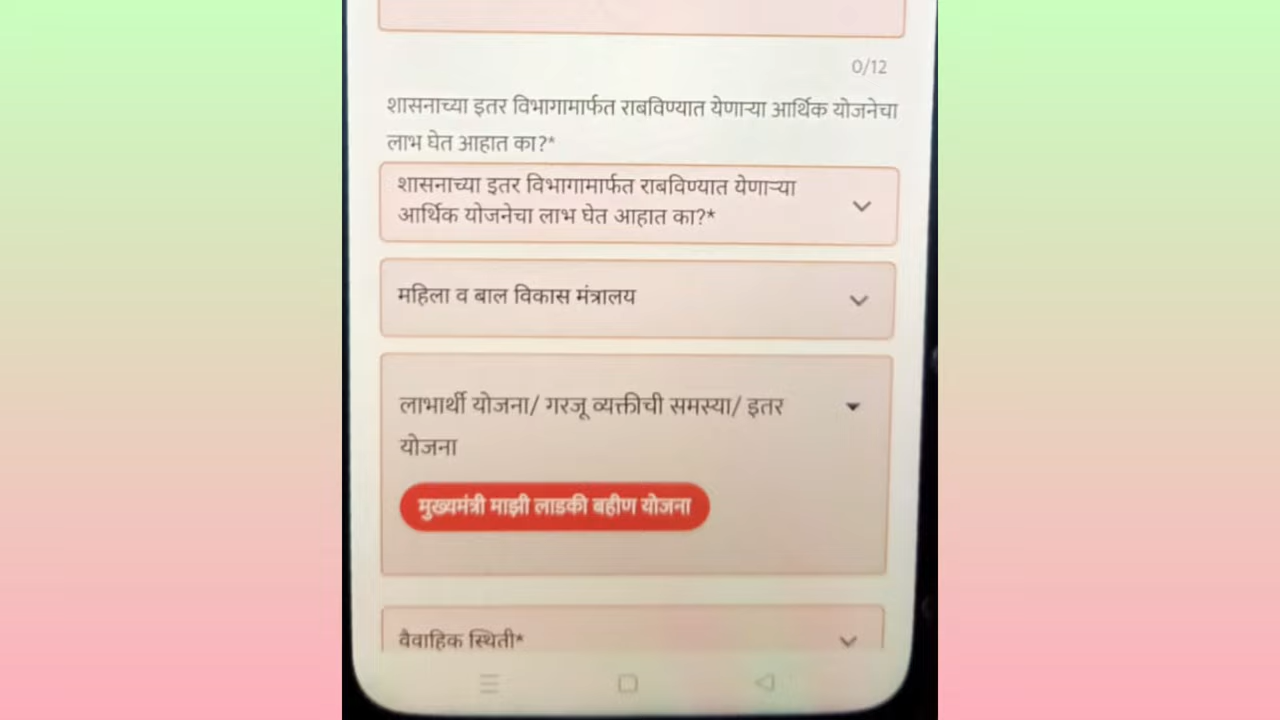 0/12
शासनाच्या इतर विभागामार्फत राबविण्यात येणाऱ्या आर्थिक योजनेचा
लाभ घेत आहात का?*
शासनाच्या इतर विभागामार्फत राबविण्यात येणाऱ्या
आर्थिक योजनेचा लाभ घेत आहात का?*
महिला व बाल विकास मंत्रालय
लाभार्थी योजना/ गरजू व्यक्तीची समस्या/ इतर
योजना
मुख्यमंत्री माझी लाडकी बहीण योजना
वैवाहिक स्थिती*